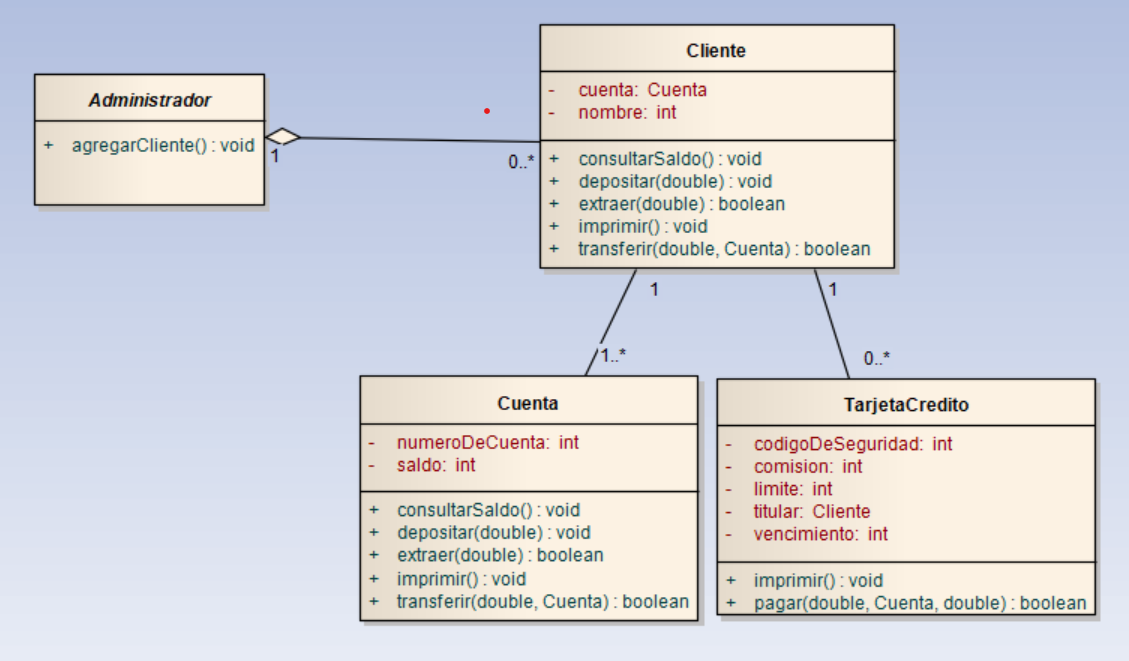 Administrador
+ agregarCliente() : void
1
0..*
Cliente
- cuenta: Cuenta
- nombre: int
+ consultarSaldo() : void
+ depositar(double) : void
+ extraer(double) : boolean
+ imprimir() : void
+ transferir(double, Cuenta) : boolean
1
1
1..*
0..*
Cuenta
- numeroDeCuenta: int
- saldo: int
+ consultarSaldo() : void
+ depositar(double) : void
+ extraer(double) : boolean
+ imprimir() : void
+ transferir(double, Cuenta) : boolean
TarjetaCredito
- codigoDeSeguridad: int
- comision: int
- limite: int
- titular: Cliente
- vencimiento: int
+ imprimir() : void
+ pagar(double, Cuenta, double) : boolean